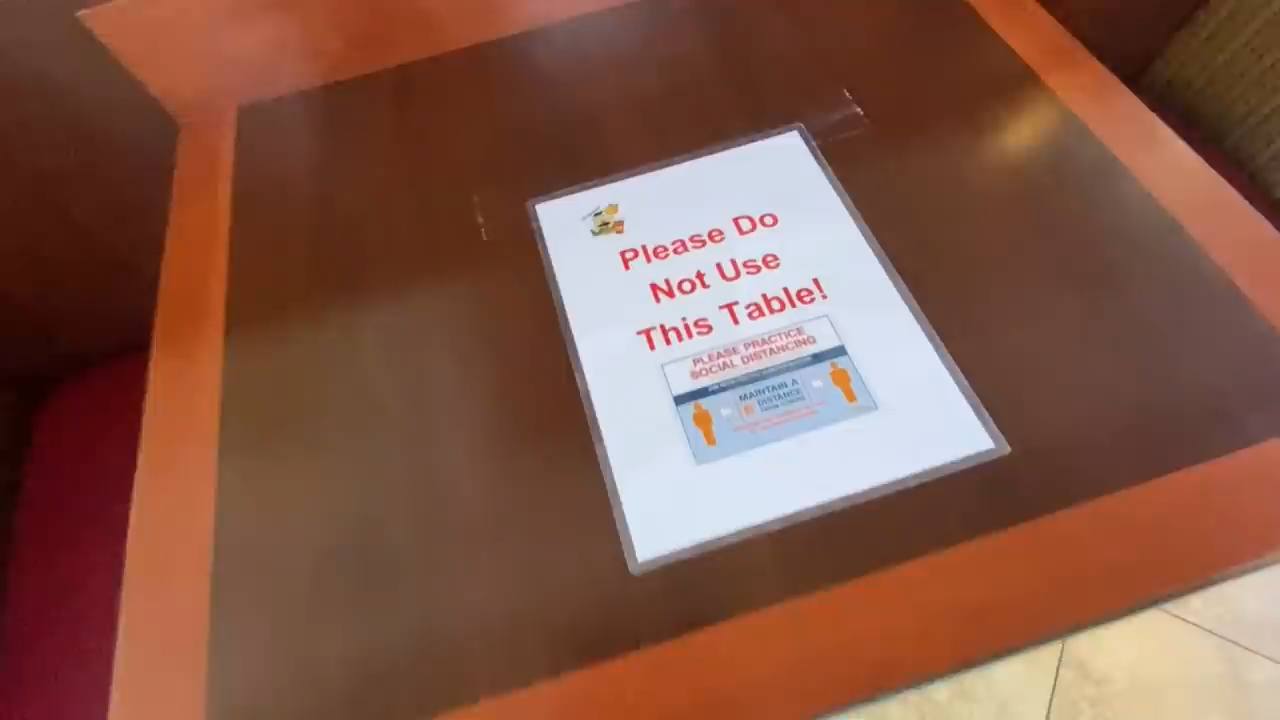 Please Do
Not Use
This Table!
PLEASE PRACTICE
SOCIAL DISTANCING
MAINTAIN A
DISTANCE